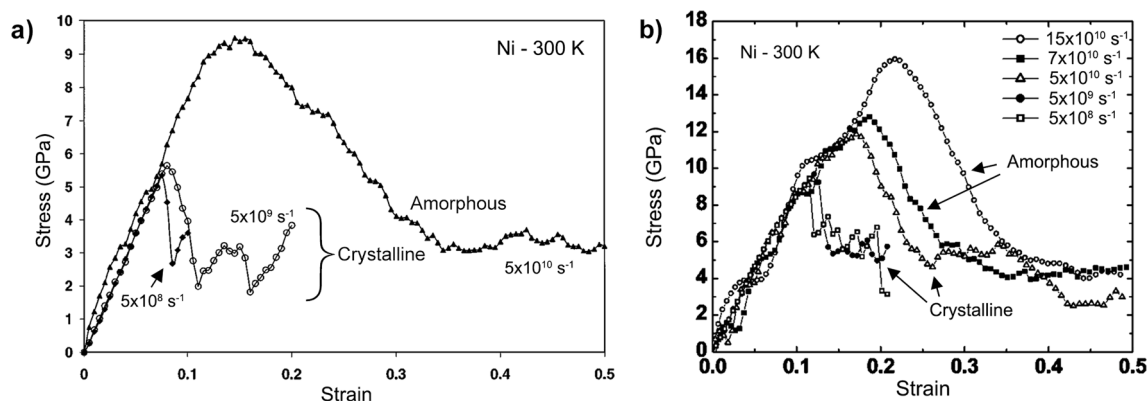 a)
10
9
8
7
6
5
4
3
2
1
0
Stress (GPa)
Ni - 300 K
5x10⁹ s⁻¹
5x10⁸ s⁻¹
Crystalline
Amorphous
5x10¹⁰ s⁻¹
0 0.1 0.2 0.3 0.4 0.5
Strain
b)
18
16
14
12
10
8
6
4
2
0
Stress (GPa)
Ni - 300 K
15x10¹⁰ s⁻¹
7x10¹⁰ s⁻¹
5x10¹⁰ s⁻¹
5x10⁹ s⁻¹
5x10⁸ s⁻¹
Amorphous
Crystalline
0.0 0.1 0.2 0.3 0.4 0.5
Strain